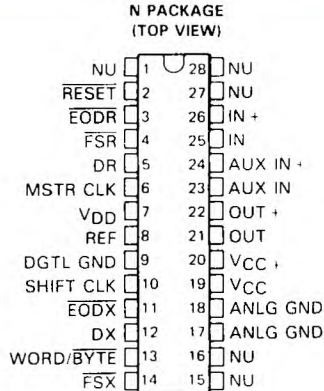 N PACKAGE
(TOP VIEW)
NU 1 28 NU
RESET 2 27 NU
EODR 3 26 IN +
FSR 4 25 IN
DR 5 24 AUX IN +
MSTR CLK 6 23 AUX IN
VDD 7 22 OUT +
REF 8 21 OUT
DGTL GND 9 20 VCC +
SHIFT CLK 10 19 VCC
EODX 11 18 ANLG GND
DX 12 17 ANLG GND
WORD/BYTE 13 16 NU
FSX 14 15 NU